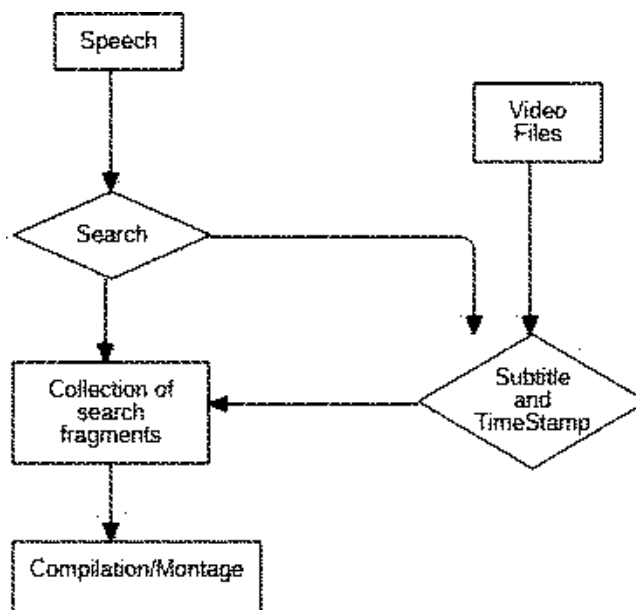 Speech
Video
Files
Search
Subtitle
and
TimeStamp
Collection of
search
fragments
Compilation/Montage